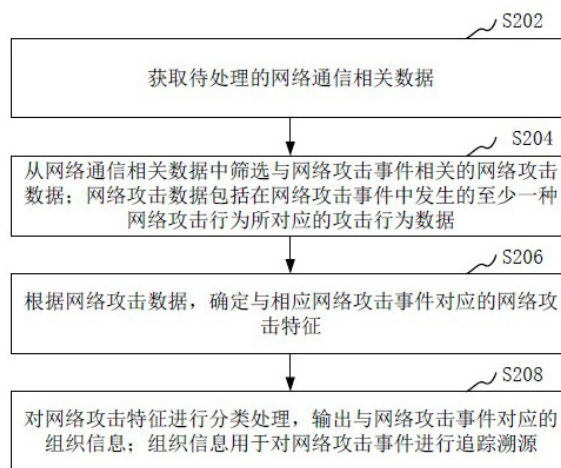 S202
获取待处理的网络通信相关数据
S204
从网络通信相关数据中筛选与网络攻击事件相关的网络攻击
数据；网络攻击数据包括在网络攻击事件中发生的至少一种
网络攻击行为所对应的攻击行为数据
S206
根据网络攻击数据，确定与相应网络攻击事件对应的网络攻
击特征
S208
对网络攻击特征进行分类处理，输出与网络攻击事件对应的
组织信息；组织信息用于对网络攻击事件进行追踪溯源